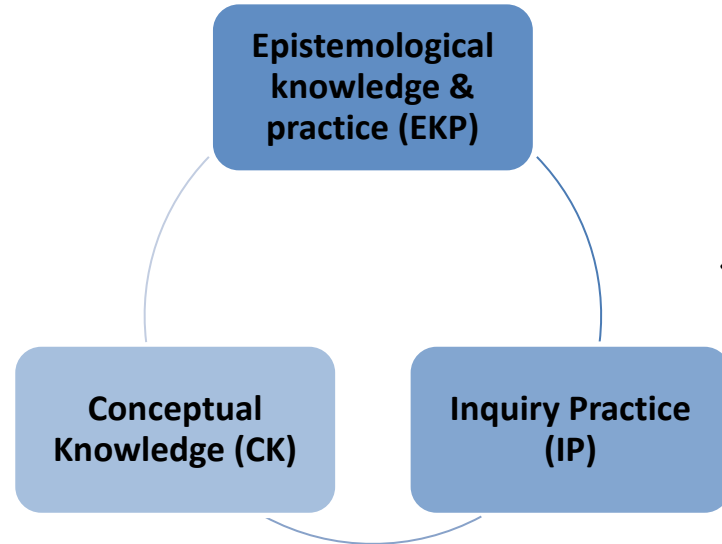 Epistemological
knowledge &
practice (EKP)
Conceptual
Knowledge (CK)
Inquiry Practice
(IP)